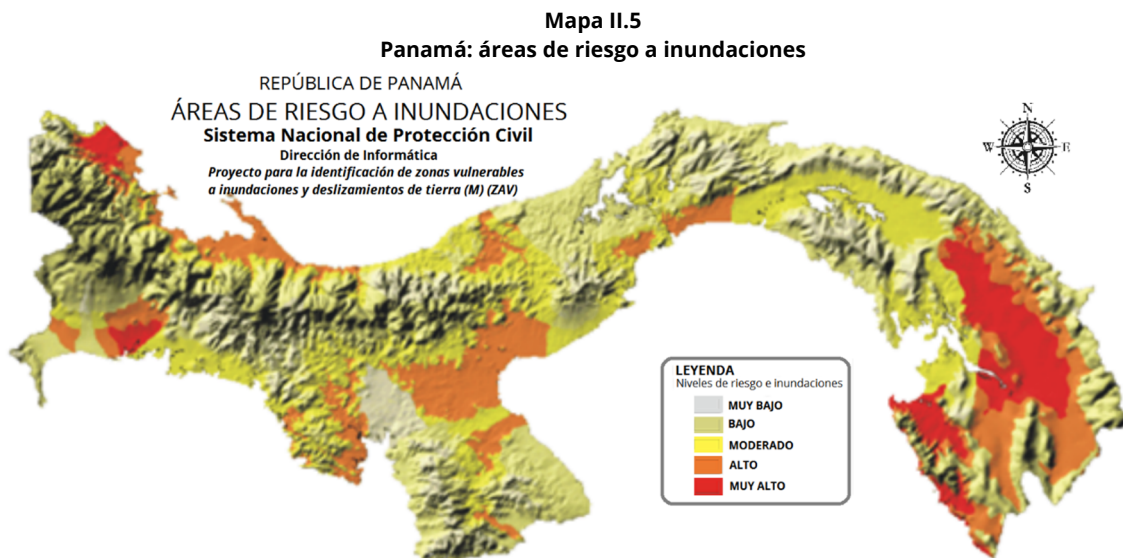 Mapa II.5
Panamá: áreas de riesgo a inundaciones
REPÚBLICA DE PANAMÁ
ÁREAS DE RIESGO A INUNDACIONES
Sistema Nacional de Protección Civil
Dirección de Informática
Proyecto para la identificación de zonas vulnerables
a inundaciones y deslizamientos de tierra (M) (ZAV)
N
W E
S
LEYENDA
Niveles de riesgo e inundaciones
MUY BAJO
BAJO
MODERADO
ALTO
MUY ALTO